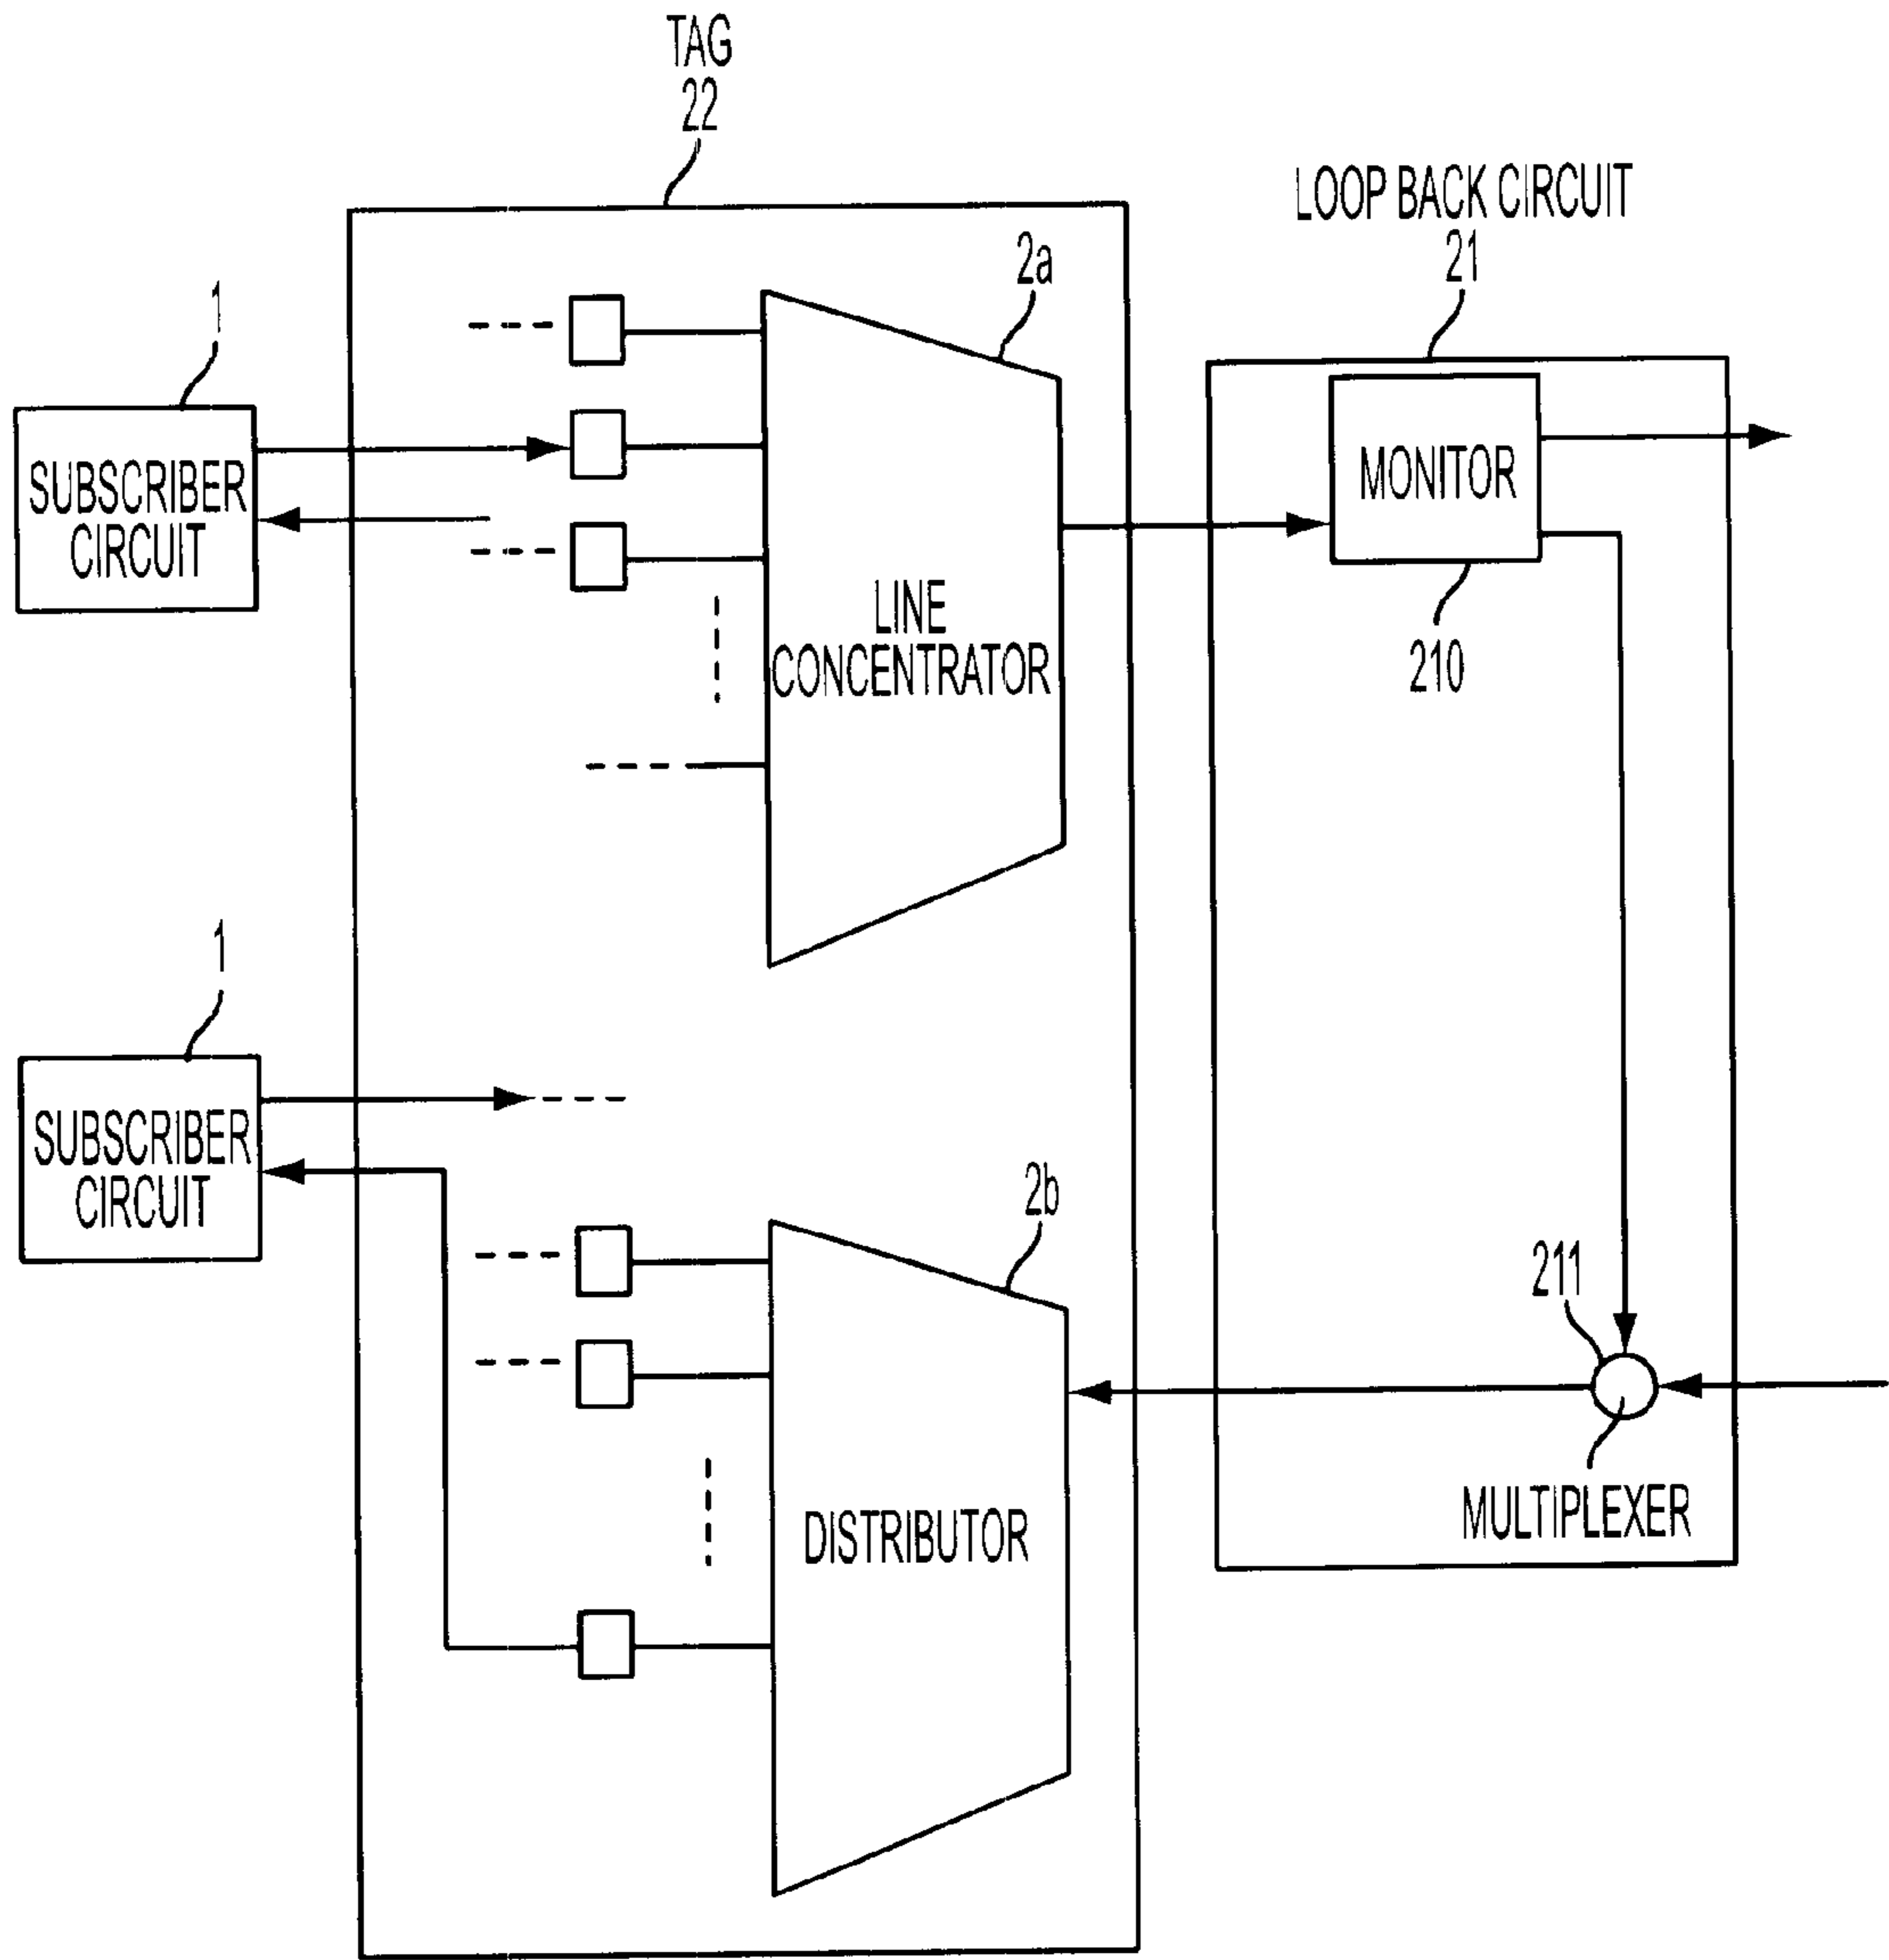 TAG
22
LOOP BACK CIRCUIT
21
2a
1
SUBSCRIBER
CIRCUIT
MONITOR
LINE
CONCENTRATOR
210
1
SUBSCRIBER
CIRCUIT
2b
211
MULTIPLEXER
DISTRIBUTOR